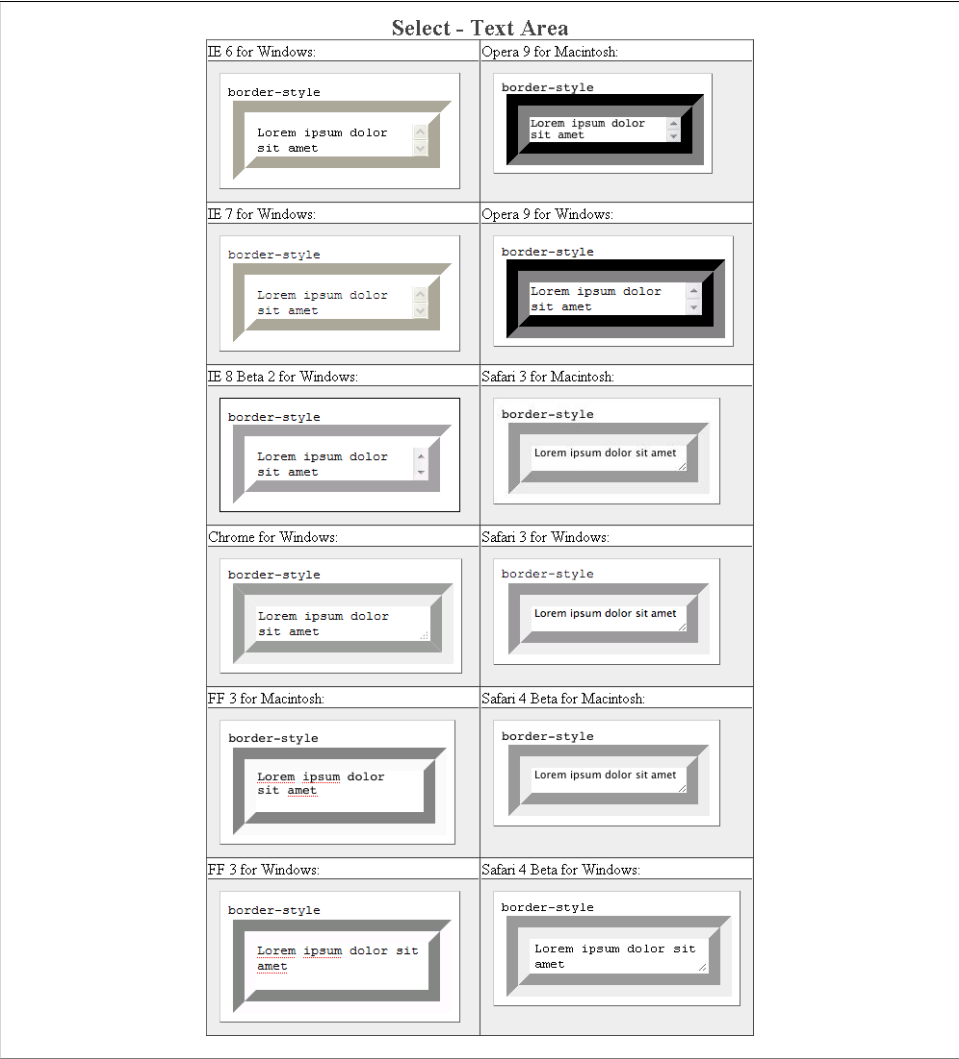 Select - Text Area
IE 6 for Windows:
border-style
Lorem ipsum dolor
sit amet
Opera 9 for Macintosh:
border-style
Lorem ipsum dolor
sit amet
IE 7 for Windows:
border-style
Lorem ipsum dolor
sit amet
Opera 9 for Windows:
border-style
Lorem ipsum dolor
sit amet
IE 8 Beta 2 for Windows:
border-style
Lorem ipsum dolor
sit amet
Safari 3 for Macintosh:
border-style
Lorem ipsum dolor sit amet
Chrome for Windows:
border-style
Lorem ipsum dolor
sit amet
Safari 3 for Windows:
border-style
Lorem ipsum dolor sit amet
FF 3 for Macintosh:
border-style
Lorem ipsum dolor
sit amet
Safari 4 Beta for Macintosh:
border-style
Lorem ipsum dolor sit amet
FF 3 for Windows:
border-style
Lorem ipsum dolor sit
amet
Safari 4 Beta for Windows:
border-style
Lorem ipsum dolor sit
amet